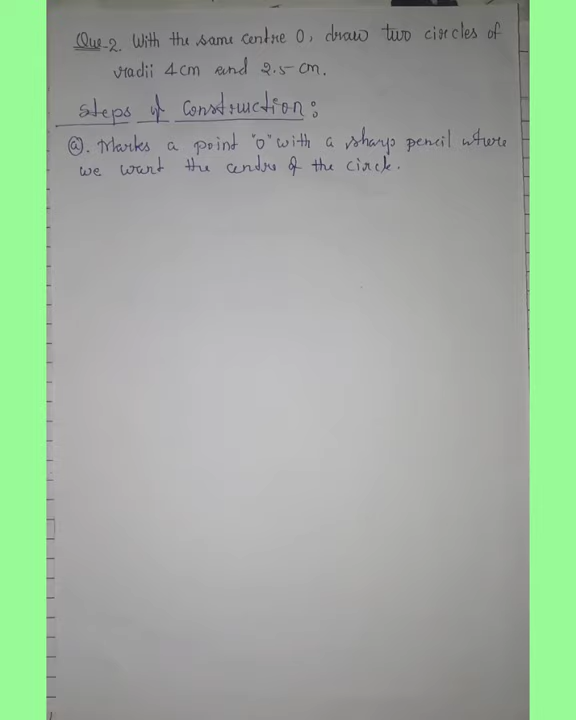 Que-2. With the same centre O, draw two circles of
radii 4cm and 2.5 cm.
Steps of Construction:
(a). Marks a point "O" with a sharp pencil where
we want the centre of the circle.